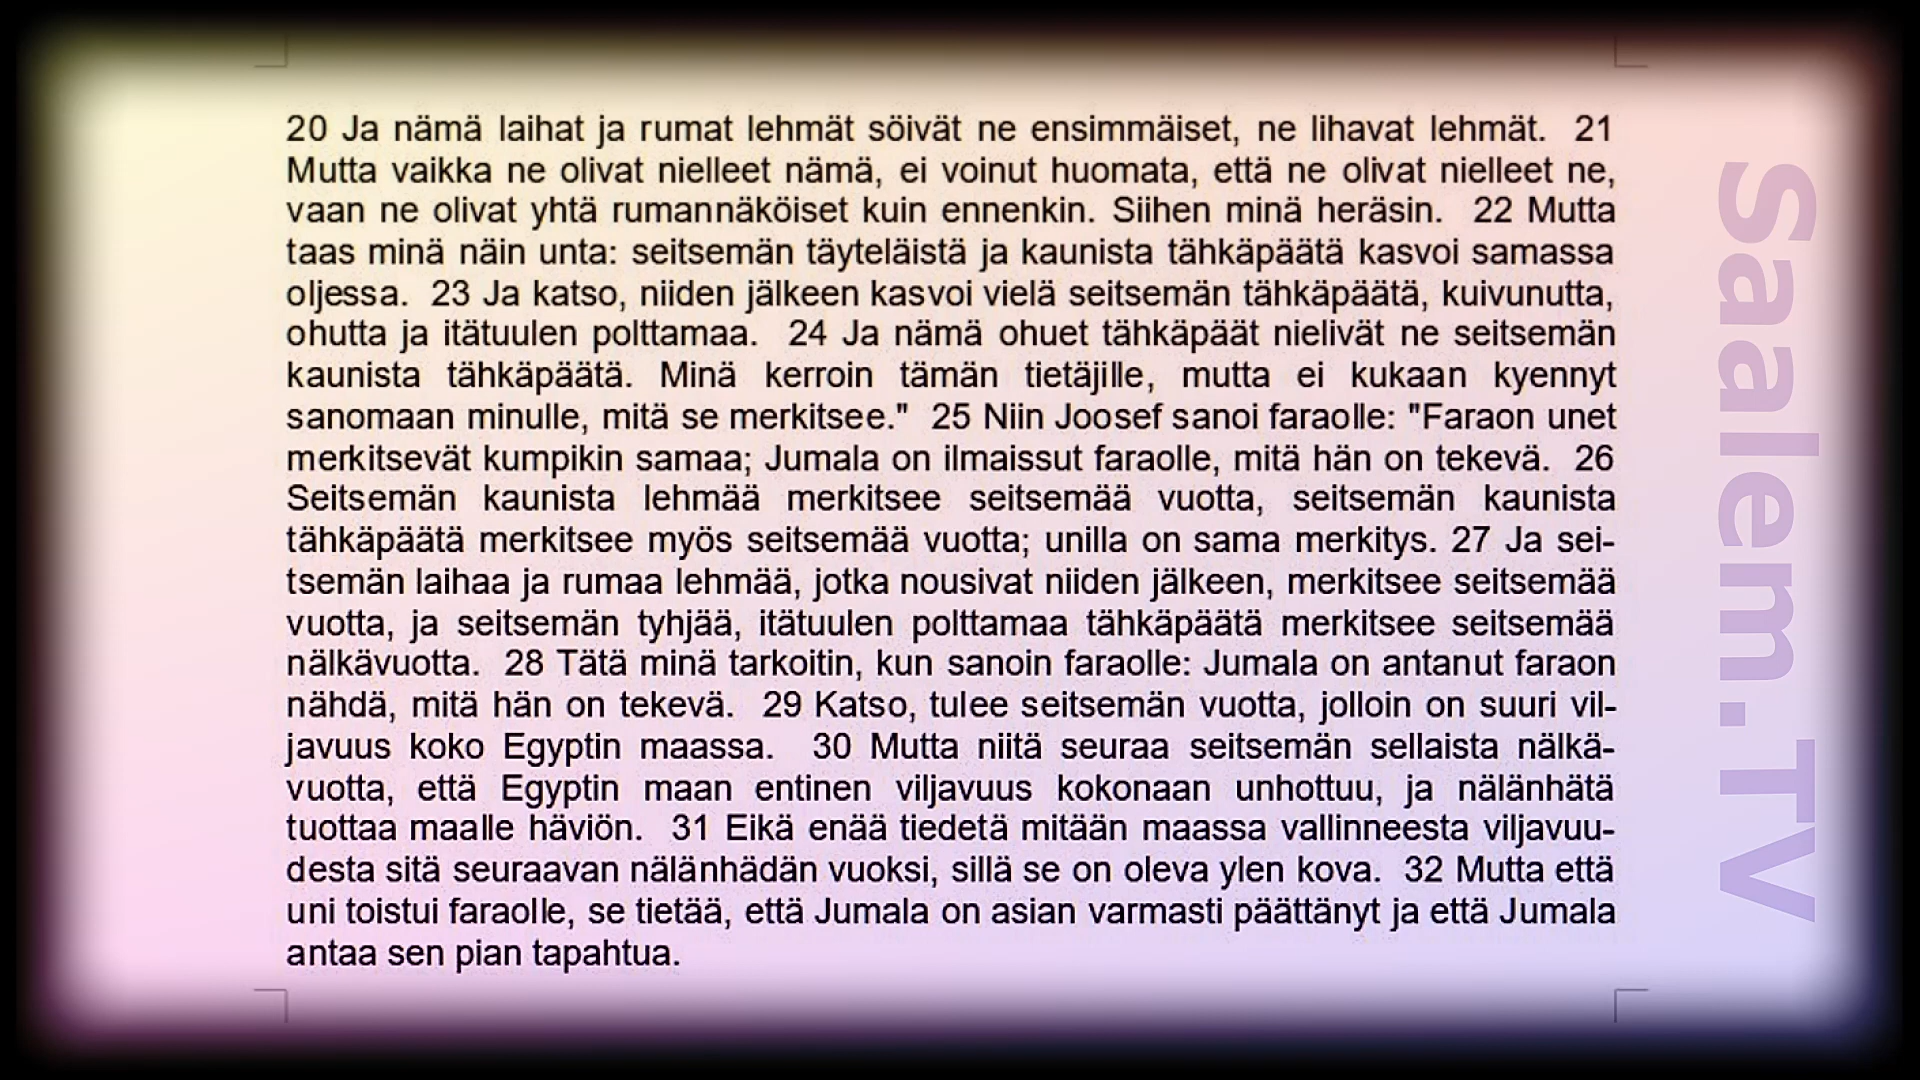 20 Ja nämä laihat ja rumat lehmät söivät ne ensimmäiset, ne lihavat lehmät. 21
Mutta vaikka ne olivat nielleet nämä, ei voinut huomata, että ne olivat nielleet ne,
vaan ne olivat yhtä rumannäköiset kuin ennenkin. Siihen minä heräsin. 22 Mutta
taas minä näin unta: seitsemän täyteläistä ja kaunista tähkäpäätä kasvoi samassa
oljessa. 23 Ja katso, niiden jälkeen kasvoi vielä seitsemän tähkäpäätä, kuivunutta,
ohutta ja itätuulen polttamaa. 24 Ja nämä ohuet tähkäpäät nielivät ne seitsemän
kaunista tähkäpäätä. Minä kerroin tämän tietäjille, mutta ei kukaan kyennyt
sanomaan minulle, mitä se merkitsee." 25 Niin Joosef sanoi faraolle: "Faraon unet
merkitsevät kumpikin samaa; Jumala on ilmaissut faraolle, mitä hän on tekevä. 26
Seitsemän kaunista lehmää merkitsee seitsemää vuotta, seitsemän kaunista
tähkäpäätä merkitsee myös seitsemää vuotta; unilla on sama merkitys. 27 Ja sei-
tsemän laihaa ja rumaa lehmää, jotka nousivat niiden jälkeen, merkitsee seitsemää
vuotta, ja seitsemän tyhjää, itätuulen polttamaa tähkäpäätä merkitsee seitsemää
nälkävuotta. 28 Tätä minä tarkoitin, kun sanoin faraolle: Jumala on antanut faraon
nähdä, mitä hän on tekevä. 29 Katso, tulee seitsemän vuotta, jolloin on suuri vil-
javuus koko Egyptin maassa. 30 Mutta niitä seuraa seitsemän sellaista nälkä-
vuotta, että Egyptin maan entinen viljavuus kokonaan unhottuu, ja nälänhätä
tuottaa maalle häviön. 31 Eikä enää tiedetä mitään maassa vallinneesta viljavuu-
desta sitä seuraavan nälänhädän vuoksi, sillä se on oleva ylen kova. 32 Mutta että
uni toistui faraolle, se tietää, että Jumala on asian varmasti päättänyt ja että Jumala
antaa sen pian tapahtua.
Saalem.TV